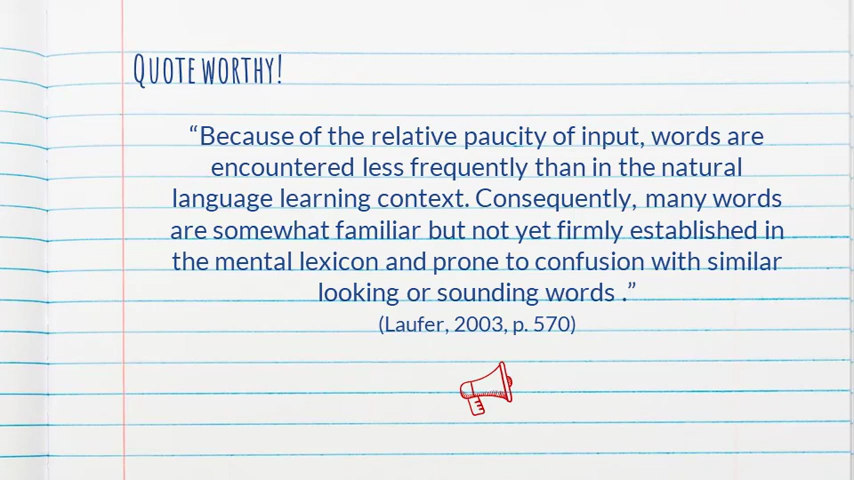 Quote worthy!
“Because of the relative paucity of input, words are
encountered less frequently than in the natural
language learning context. Consequently, many words
are somewhat familiar but not yet firmly established in
the mental lexicon and prone to confusion with similar
looking or sounding words .”
(Laufer, 2003, p. 570)